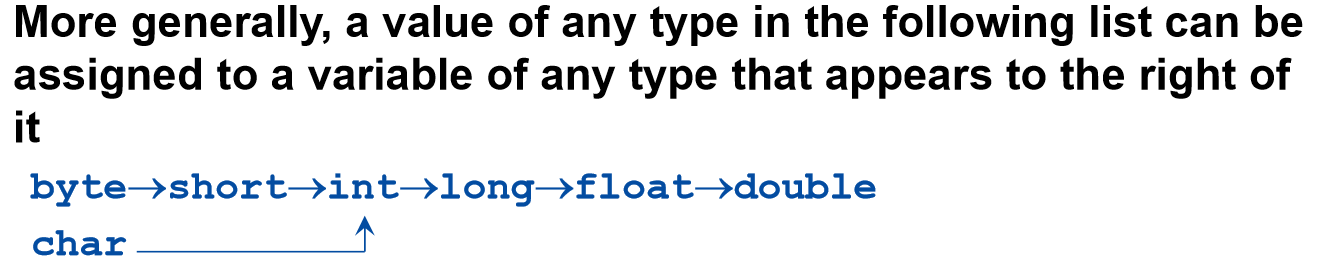 More generally, a value of any type in the following list can be
assigned to a variable of any type that appears to the right of
it
byte→short→int→long→float→double
char